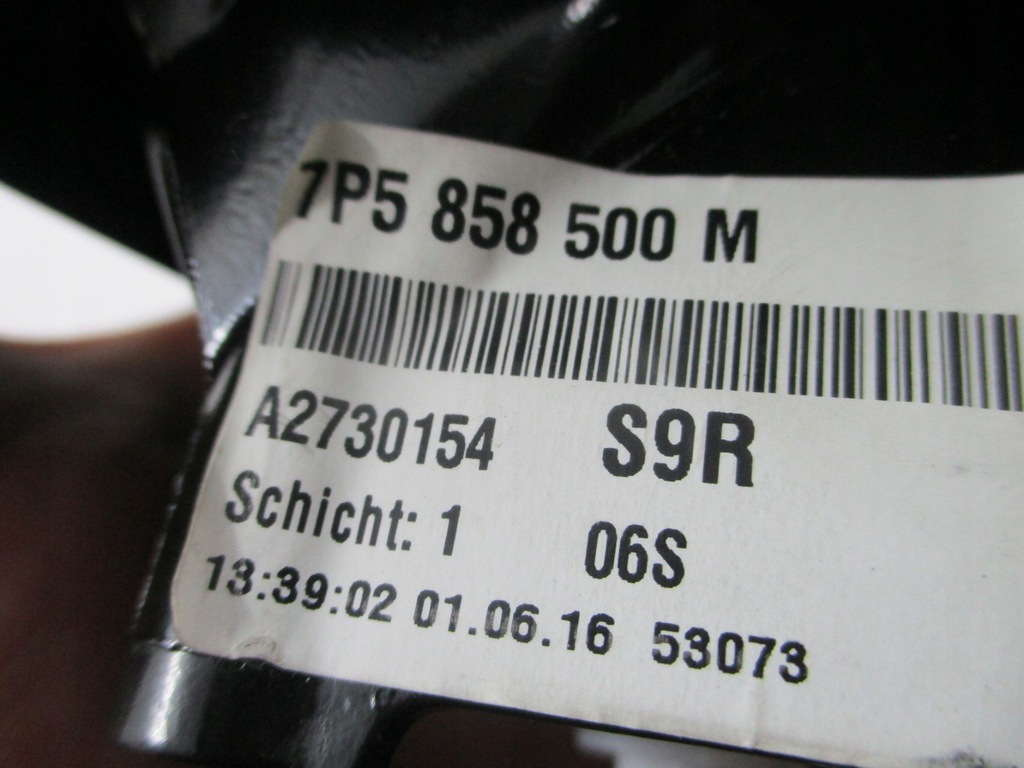 7P5 858 500 M
A2730154 S9R
Schicht: 1 06S
13:39:02 01.06.16 53073